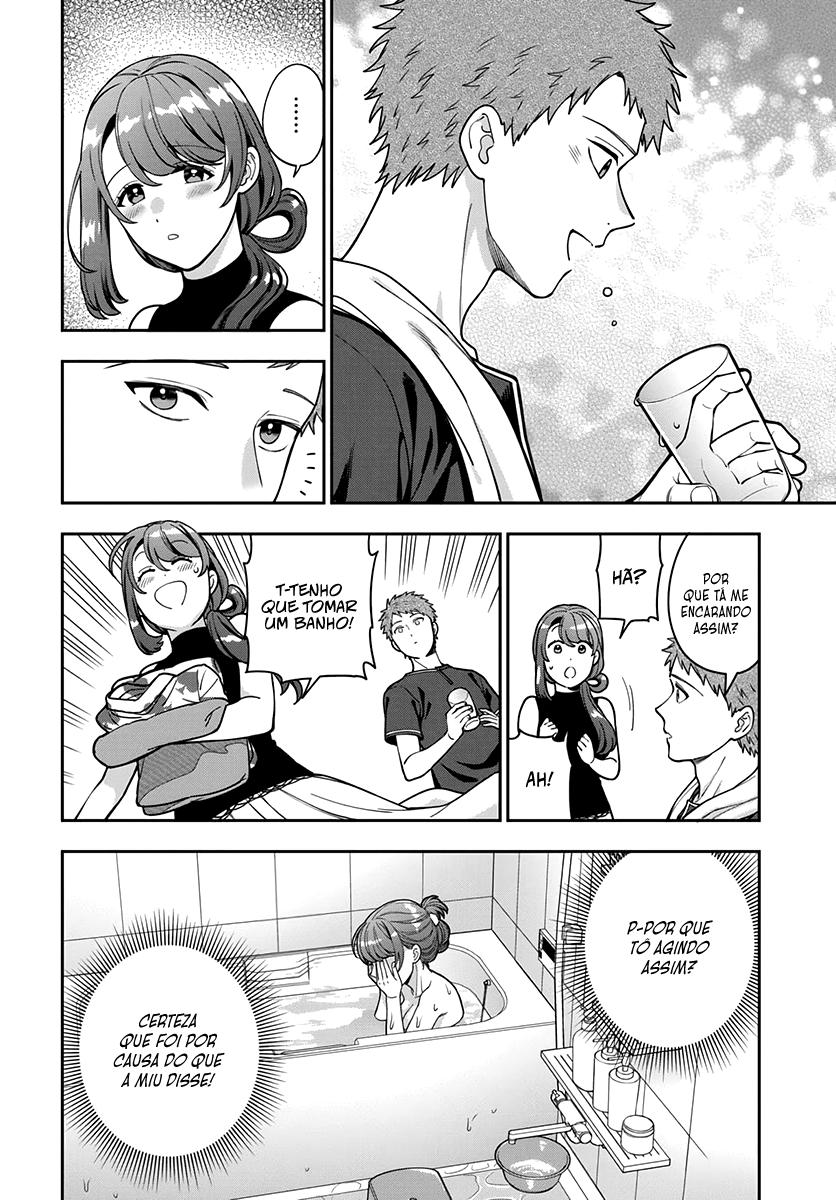 ......
POR
QUE TÁ ME
ENCARANDO
ASSIM?
HÃ?
AH!
T-TENHO
QUE TOMAR
UM BANHO!
P-POR QUE
TÔ AGINDO
ASSIM?
CERTEZA
QUE FOI POR
CAUSA DO QUE
A MIU DISSE!